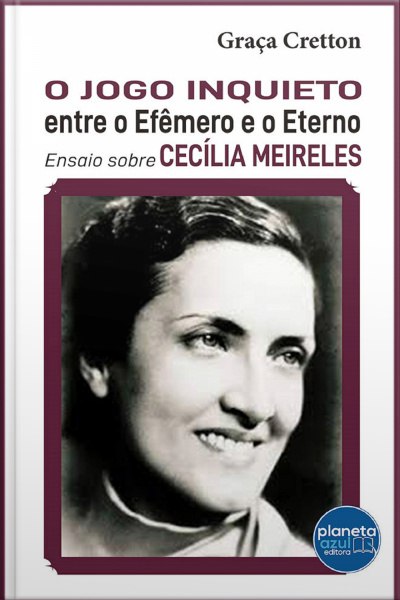 Graça Cretton
O JOGO INQUIETO
entre o Efêmero e o Eterno
Ensaio sobre CECÍLIA MEIRELES
planeta
azul
editora